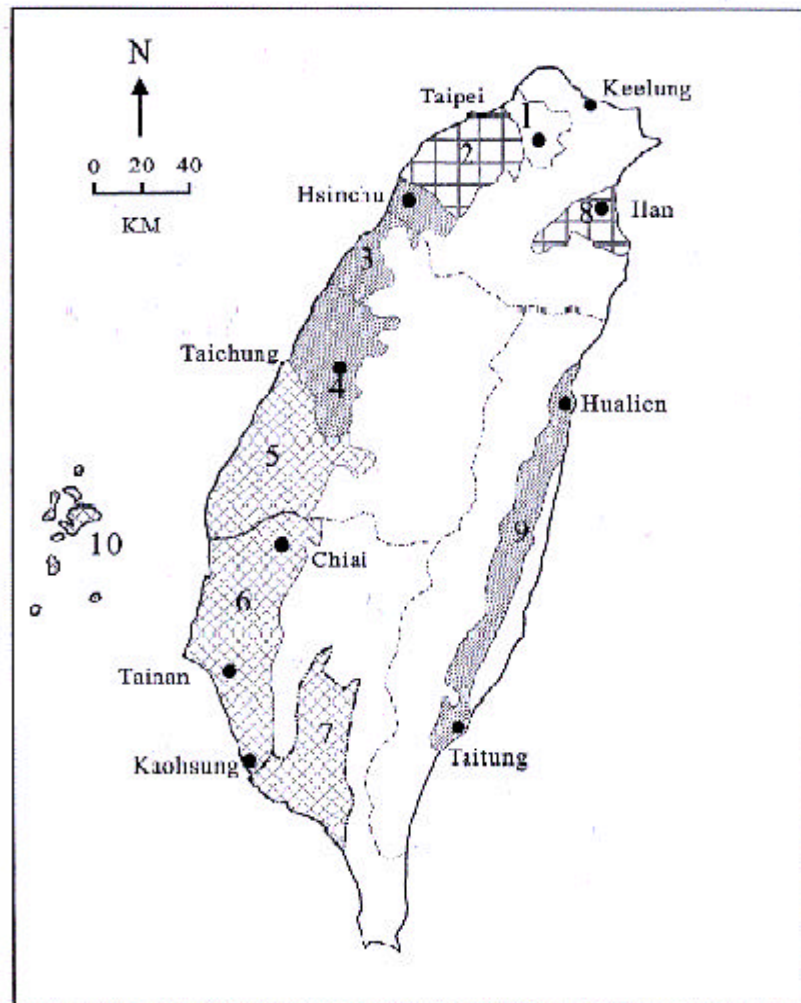 N
Keelung
Taipei
1
0 20 40
2
KM
Hsinchu
8
Ilan
3
Taichung
4
Hualien
5
9
10
Chiai
6
Tainan
7
Kaohsung
Taitung